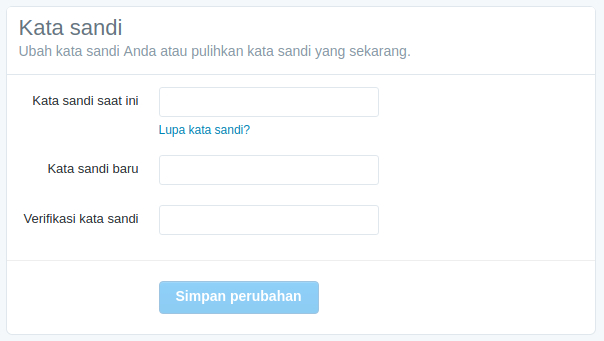 Kata sandi
Ubah kata sandi Anda atau pulihkan kata sandi yang sekarang.
Kata sandi saat ini
Lupa kata sandi?
Kata sandi baru
Verifikasi kata sandi
Simpan perubahan